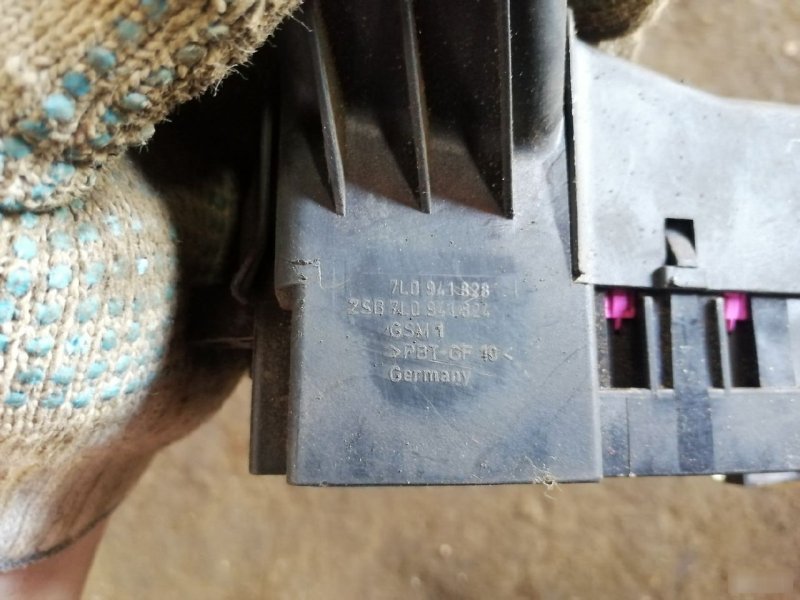 7L0 941 828
ZSB 7L0 941 824
GSM 1
>PBT-GF 10<
Germany